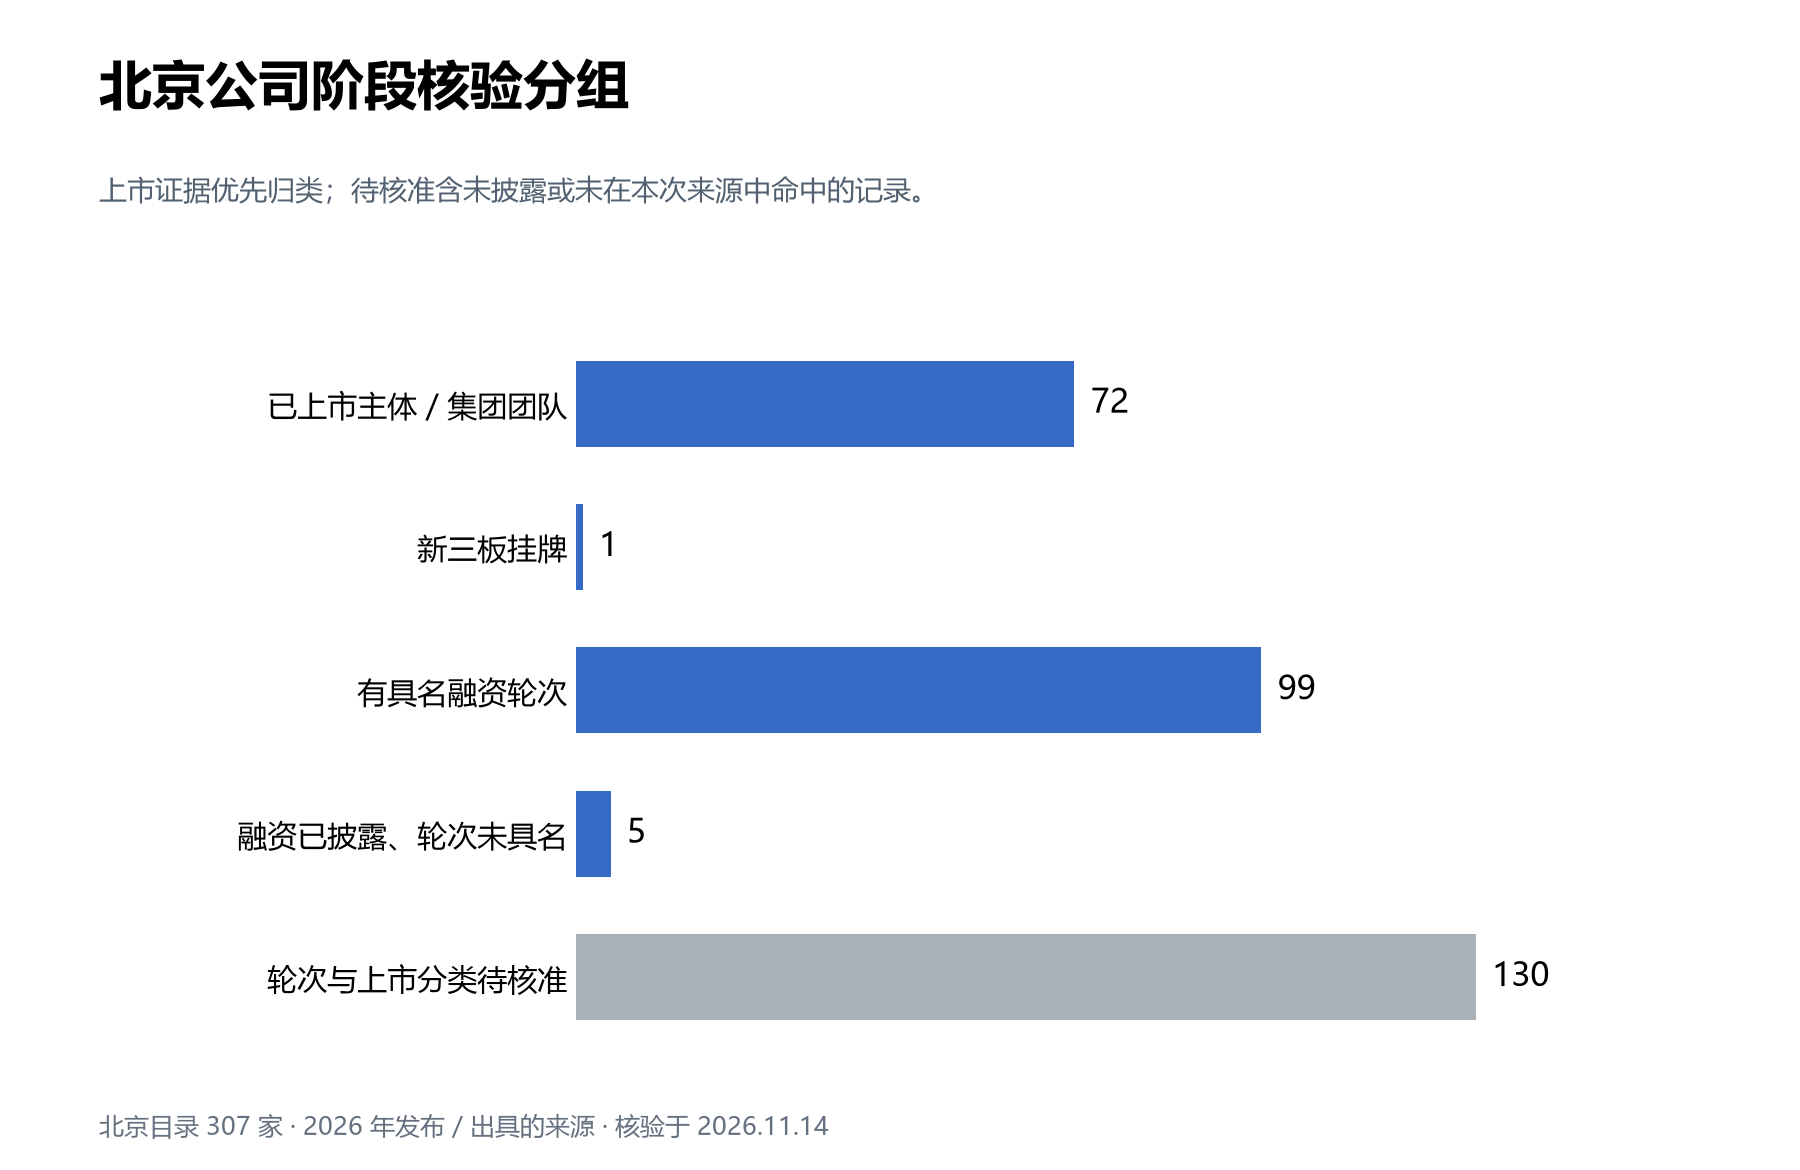 北京公司阶段核验分组
上市证据优先归类；待核准含未披露或未在本次来源中命中的记录。
已上市主体 / 集团团队 72
新三板挂牌 1
有具名融资轮次 99
融资已披露、轮次未具名 5
轮次与上市分类待核准 130
北京目录 307 家 · 2026 年发布 / 出具的来源 · 核验于 2026.11.14